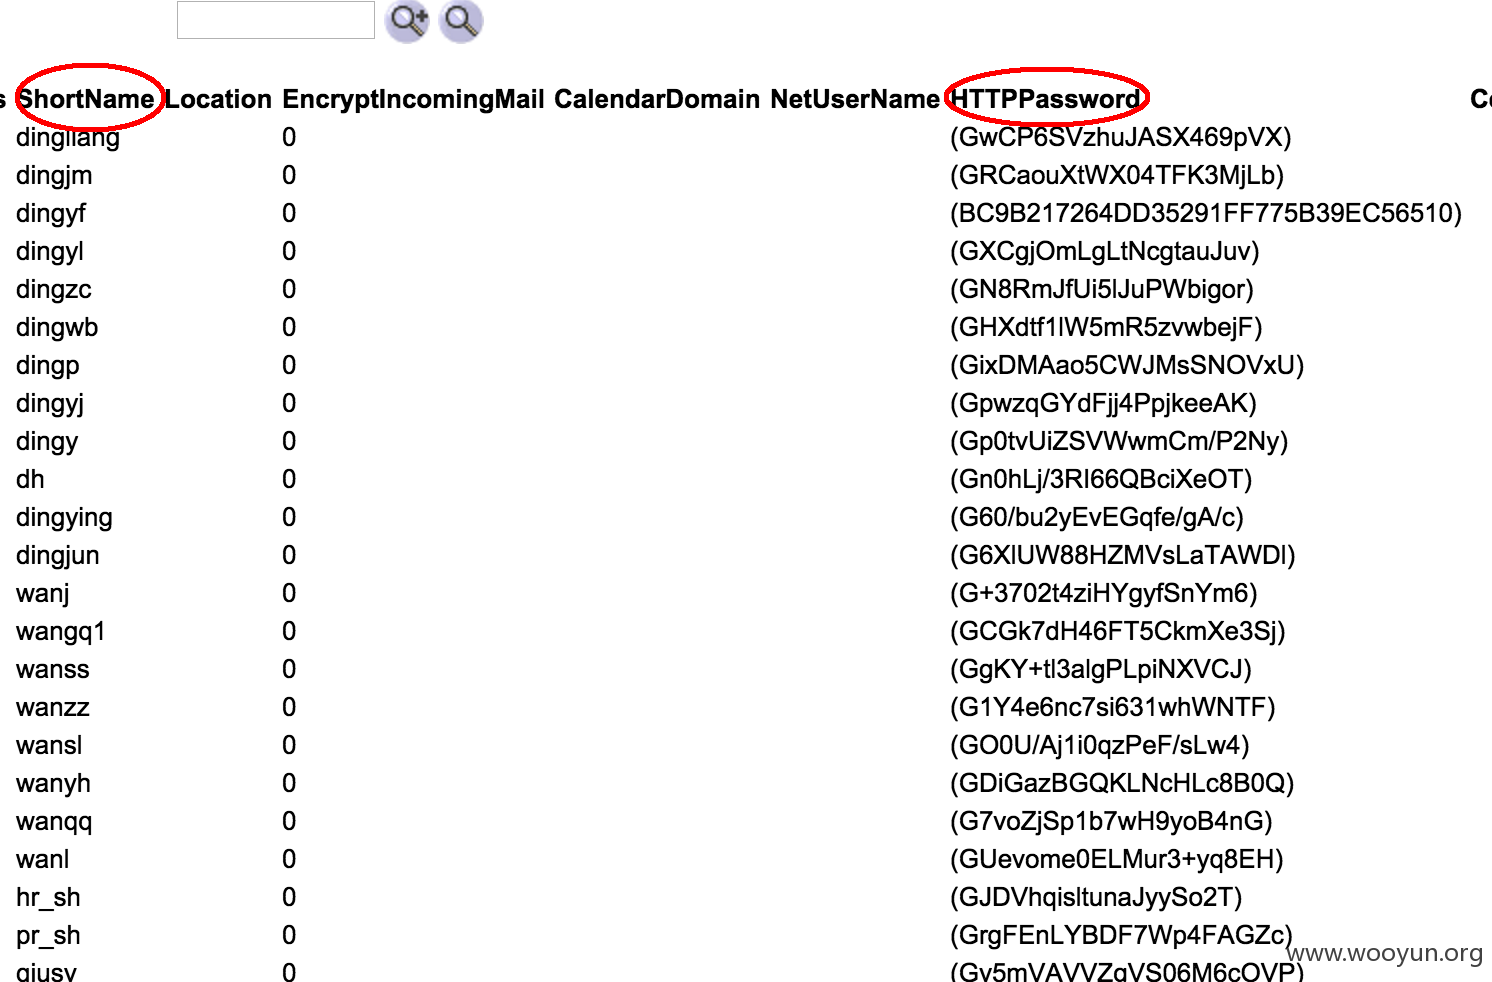 s ShortName Location EncryptIncomingMail CalendarDomain NetUserName HTTPPassword Co
dingliang 0 (GwCP6SVzhuJASX469pVX)
dingjm 0 (GRCaouXtWX04TFK3MjLb)
dingyf 0 (BC9B217264DD35291FF775B39EC56510)
dingyl 0 (GXCgjOmLgLtNcgtauJuv)
dingzc 0 (GN8RmJfUi5lJuPWbigor)
dingwb 0 (GHXdtf1lW5mR5zvwbejF)
dingp 0 (GixDMAao5CWJMsSNOVxU)
dingyj 0 (GpwzqGYdFjj4PpjkeeAK)
dingy 0 (Gp0tvUiZSVWwmCm/P2Ny)
dh 0 (Gn0hLj/3RI66QBciXeOT)
dingying 0 (G60/bu2yEvEGqfe/gA/c)
dingjun 0 (G6XlUW88HZMVsLaTAWDl)
wanj 0 (G+3702t4ziHYgyfSnYm6)
wangq1 0 (GCGk7dH46FT5CkmXe3Sj)
wanss 0 (GgKY+tl3algPLpiNXVCJ)
wanzz 0 (G1Y4e6nc7si631whWNTF)
wansl 0 (GO0U/Aj1i0qzPeF/sLw4)
wanyh 0 (GDiGazBGQKLNcHLc8B0Q)
wanqq 0 (G7voZjSp1b7wH9yoB4nG)
wanl 0 (GUevome0ELMur3+yq8EH)
hr_sh 0 (GJDVhqisltunaJyySo2T)
pr_sh 0 (GrgFEnLYBDF7Wp4FAGZc)
www.wooyun.org
qiusy 0 (Gv5mVAVVZqVS06M6cOVP)